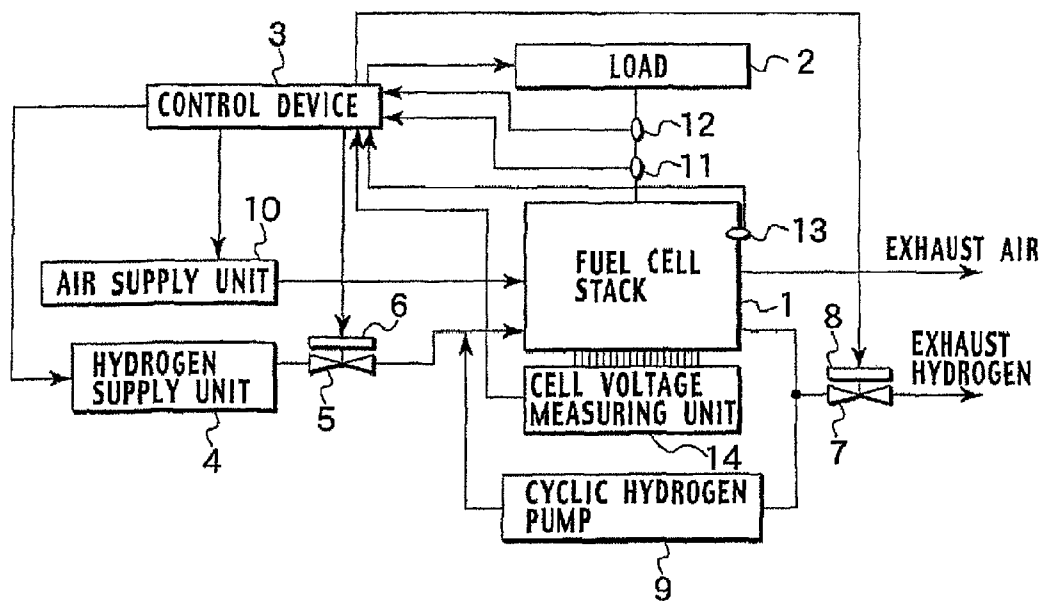 3
LOAD
2
CONTROL DEVICE
12
11
10
13
AIR SUPPLY UNIT
FUEL CELL
STACK
EXHAUST AIR
1
6
8
HYDROGEN
SUPPLY UNIT
5
EXHAUST
HYDROGEN
CELL VOLTAGE
MEASURING UNIT
7
4
14
CYCLIC HYDROGEN
PUMP
9